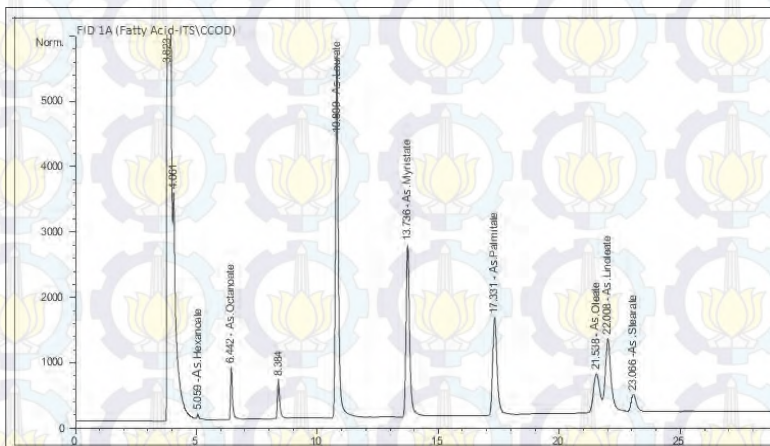 FID 1A (Fatty Acid-ITS\CCOD)
Norm.
5000
4000
3000
2000
1000
0
3.823
4.001
5.059 - As.Hexanoate
6.442 - As.Octanoate
8.384
10.899 - As.Laurate
13.736 - As.Myristate
17.331 - As.Palmitate
21.538 - As.Oleate
22.008 - As.Linoleate
23.066 - As.Stearate
0 5 10 15 20 25